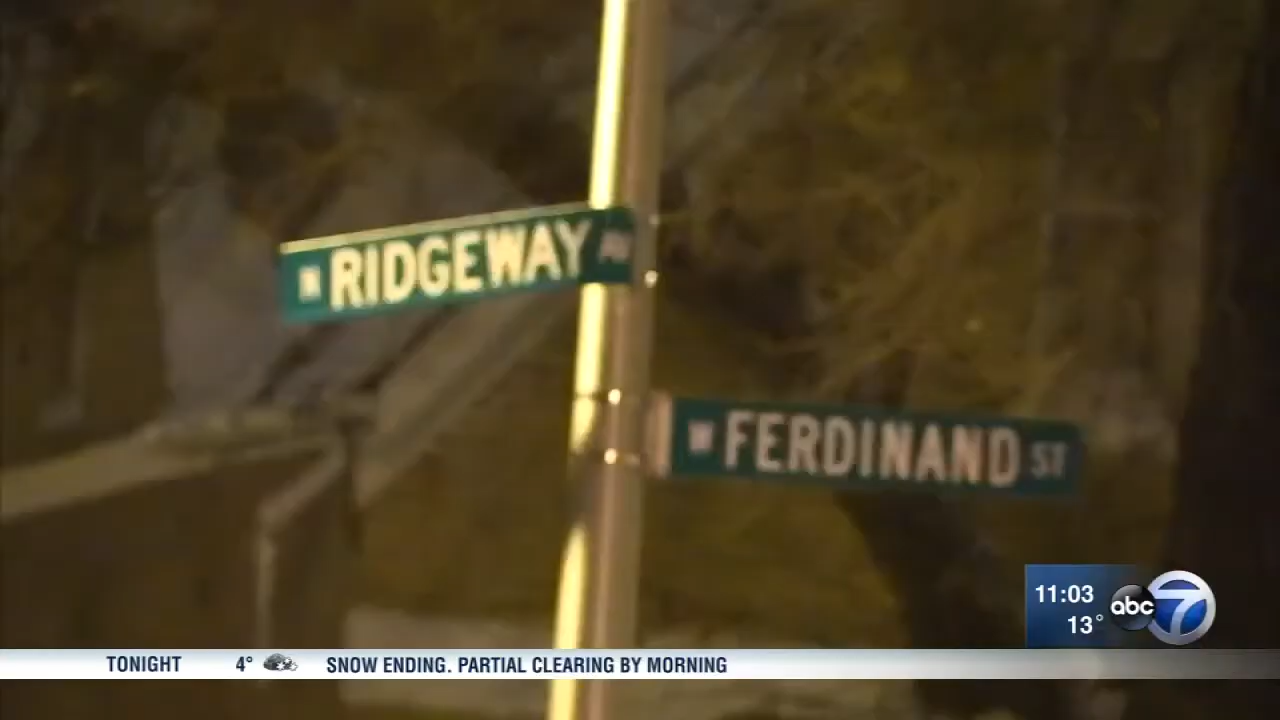 N RIDGEWAY AV
W FERDINAND ST
11:03
abc 7
13°
TONIGHT 4° SNOW ENDING. PARTIAL CLEARING BY MORNING